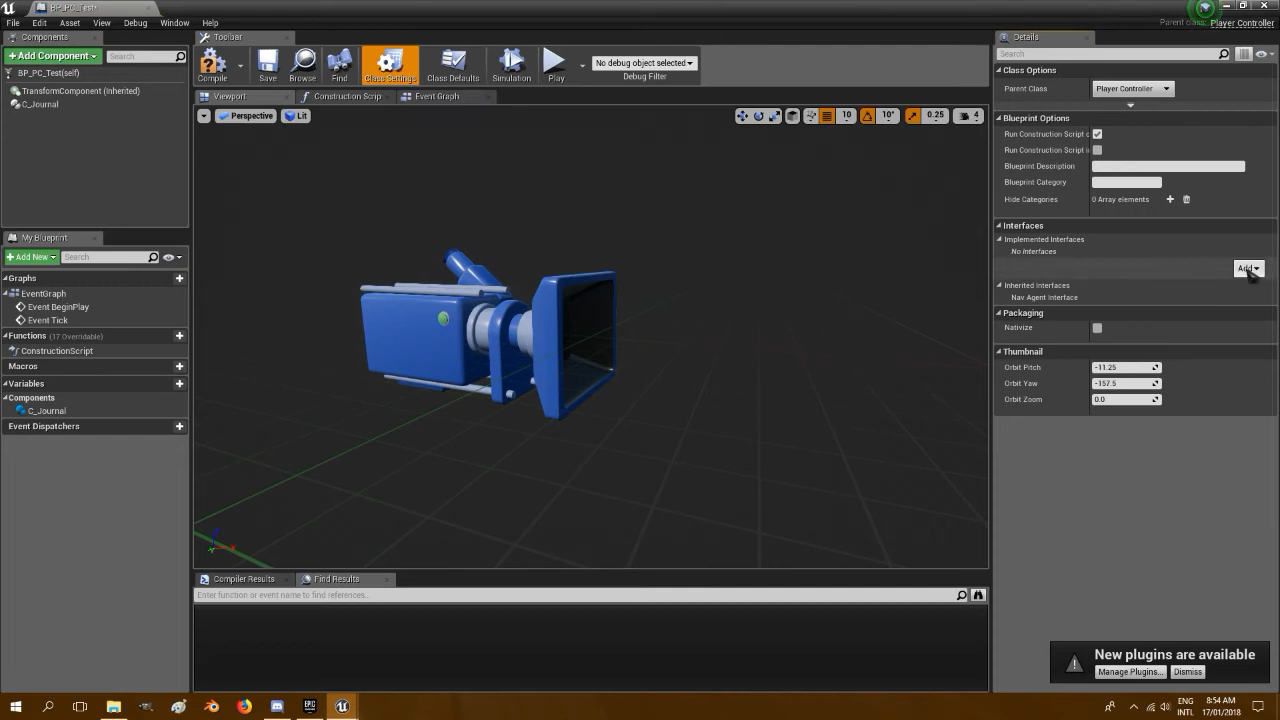 BP_PC_Test*
File Edit Asset View Debug Window Help
Parent class: Player Controller
Components
Add Component
Search
BP_PC_Test(self)
TransformComponent (Inherited)
C_Journal
My Blueprint
Add New
Search
Graphs
EventGraph
Event BeginPlay
Event Tick
Functions (17 Overridable)
ConstructionScript
Macros
Variables
Components
C_Journal
Event Dispatchers
Toolbar
Compile
Save
Browse
Find
Class Settings
Class Defaults
Simulation
Play
No debug object selected
Debug Filter
Viewport
Construction Scrip
Event Graph
Perspective
Lit
10
10°
0.25
4
Compiler Results
Find Results
Enter function or event name to find references...
Details
Search
Class Options
Parent Class Player Controller
Blueprint Options
Run Construction Script o
Run Construction Script i
Blueprint Description
Blueprint Category
Hide Categories 0 Array elements
Interfaces
Implemented Interfaces
No Interfaces
Add
Inherited Interfaces
Nav Agent Interface
Packaging
Nativize
Thumbnail
Orbit Pitch -11.25
Orbit Yaw -157.5
Orbit Zoom 0.0
New plugins are available
Manage Plugins... Dismiss
EPIC
ENG
INTL
8:54 AM
17/01/2018